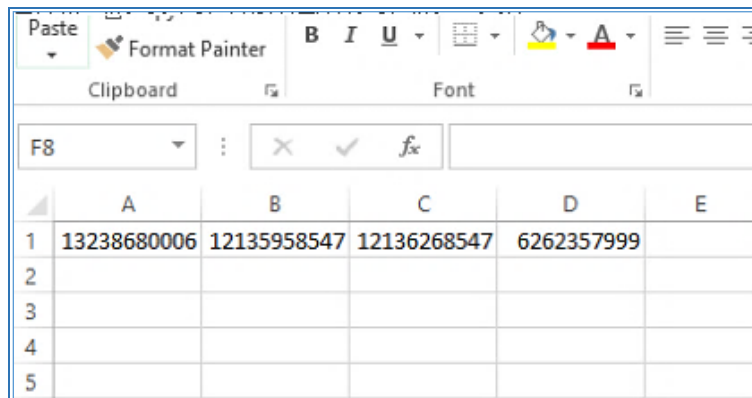 Paste
Format Painter
B I U A
Clipboard Font
F8 fx
A B C D E
1 13238680006 12135958547 12136268547 6262357999
2
3
4
5